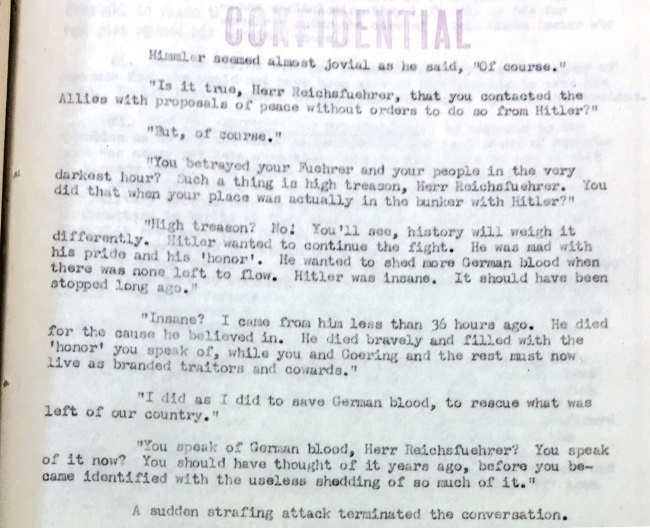 CONFIDENTIAL
Himmler seemed almost jovial as he said, "Of course."
"Is it true, Herr Reichsfuehrer, that you contacted the
Allies with proposals of peace without orders to do so from Hitler?"
"But, of course."
"You betrayed your Fuehrer and your people in the very
darkest hour? Such a thing is high treason, Herr Reichsfuehrer. You
did that when your place was actually in the bunker with Hitler?"
"High treason? No! You'll see, history will weigh it
differently. Hitler wanted to continue the fight. He was mad with
his pride and his 'honor'. He wanted to shed more German blood when
there was none left to flow. Hitler was insane. It should have been
stopped long ago."
"Insane? I came from him less than 36 hours ago. He died
for the cause he believed in. He died bravely and filled with the
'honor' you speak of, while you and Goering and the rest must now
live as branded traitors and cowards."
"I did as I did to save German blood, to rescue what was
left of our country."
"You speak of German blood, Herr Reichsfuehrer? You speak
of it now? You should have thought of it years ago, before you be-
came identified with the useless shedding of so much of it."
A sudden strafing attack terminated the conversation.